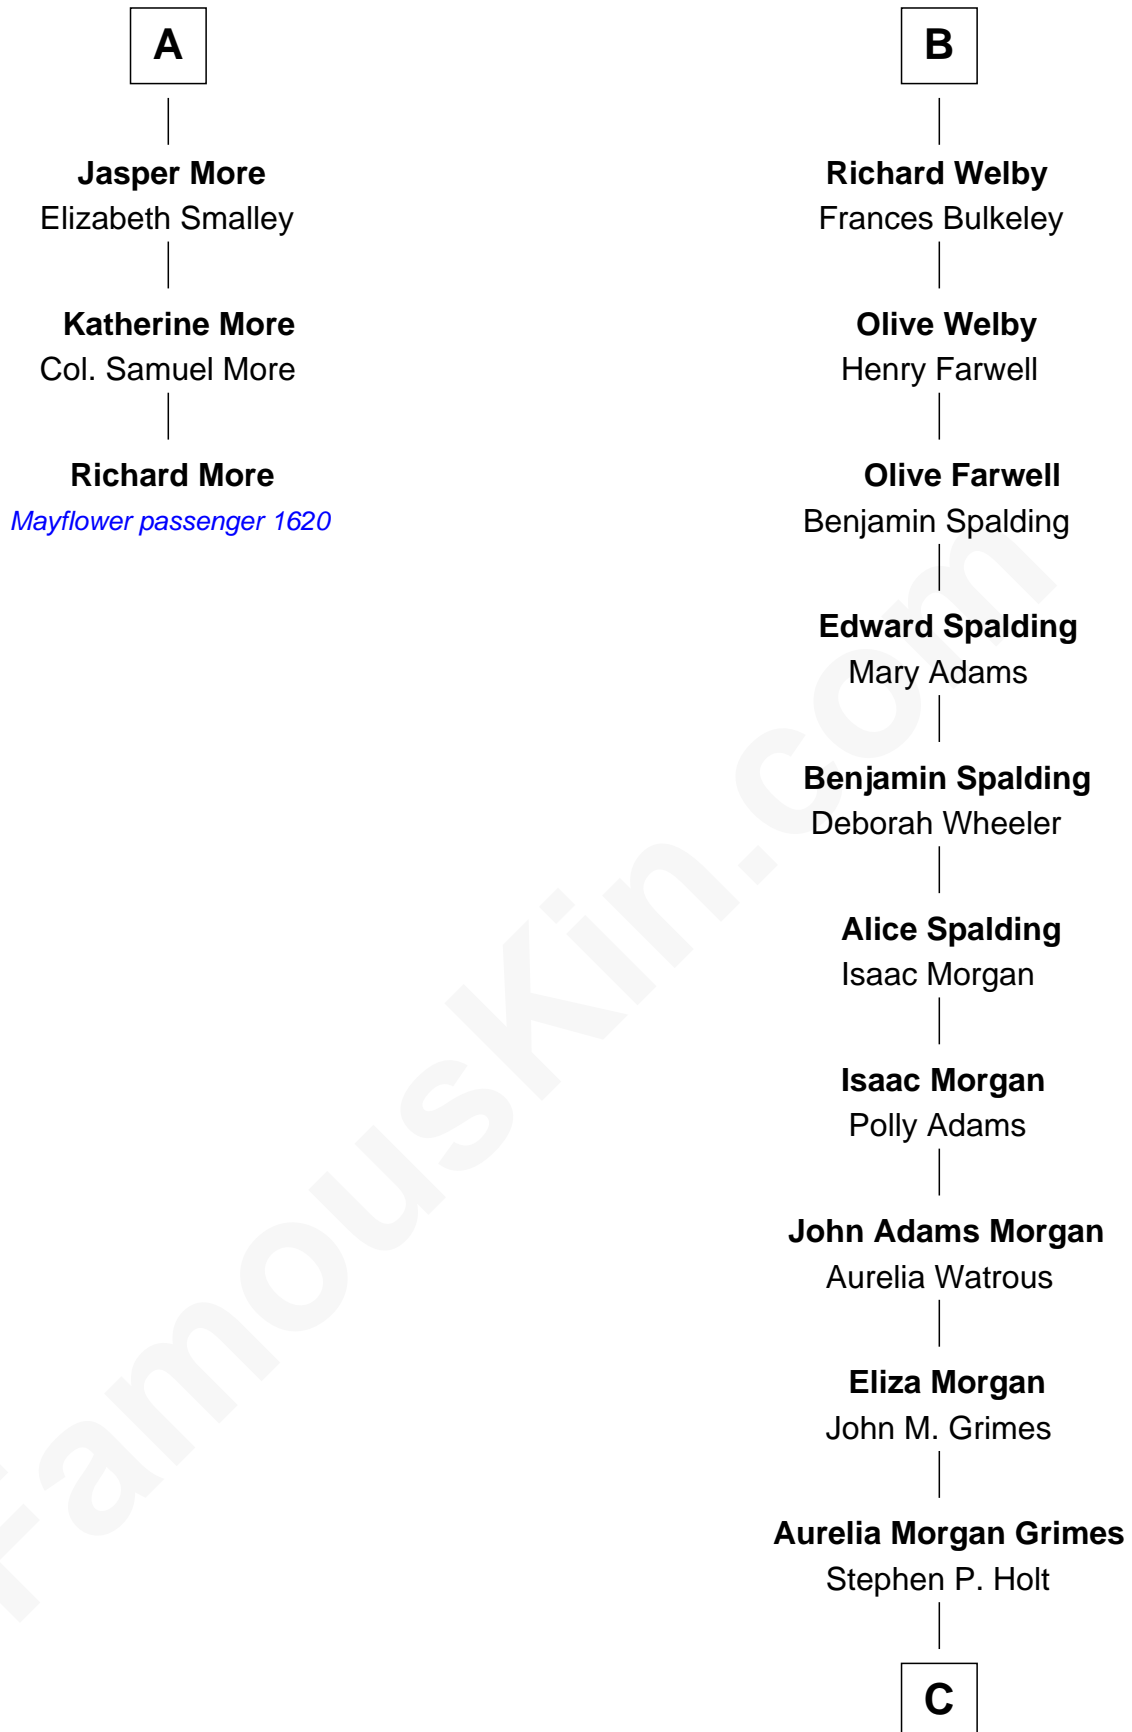 A
Jasper More
Elizabeth Smalley
Katherine More
Col. Samuel More
Richard More
Mayflower passenger 1620
B
Richard Welby
Frances Bulkeley
Olive Welby
Henry Farwell
Olive Farwell
Benjamin Spalding
Edward Spalding
Mary Adams
Benjamin Spalding
Deborah Wheeler
Alice Spalding
Isaac Morgan
Isaac Morgan
Polly Adams
John Adams Morgan
Aurelia Watrous
Eliza Morgan
John M. Grimes
Aurelia Morgan Grimes
Stephen P. Holt
C
FamousKin.com